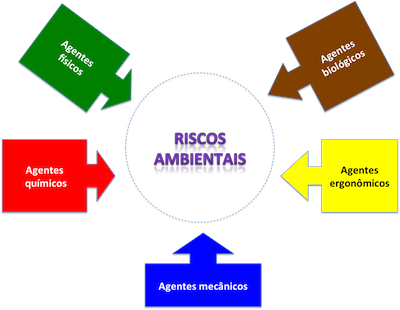 Agentes
físicos
Agentes
biológicos
RISCOS
AMBIENTAIS
Agentes
químicos
Agentes
ergonômicos
Agentes mecânicos